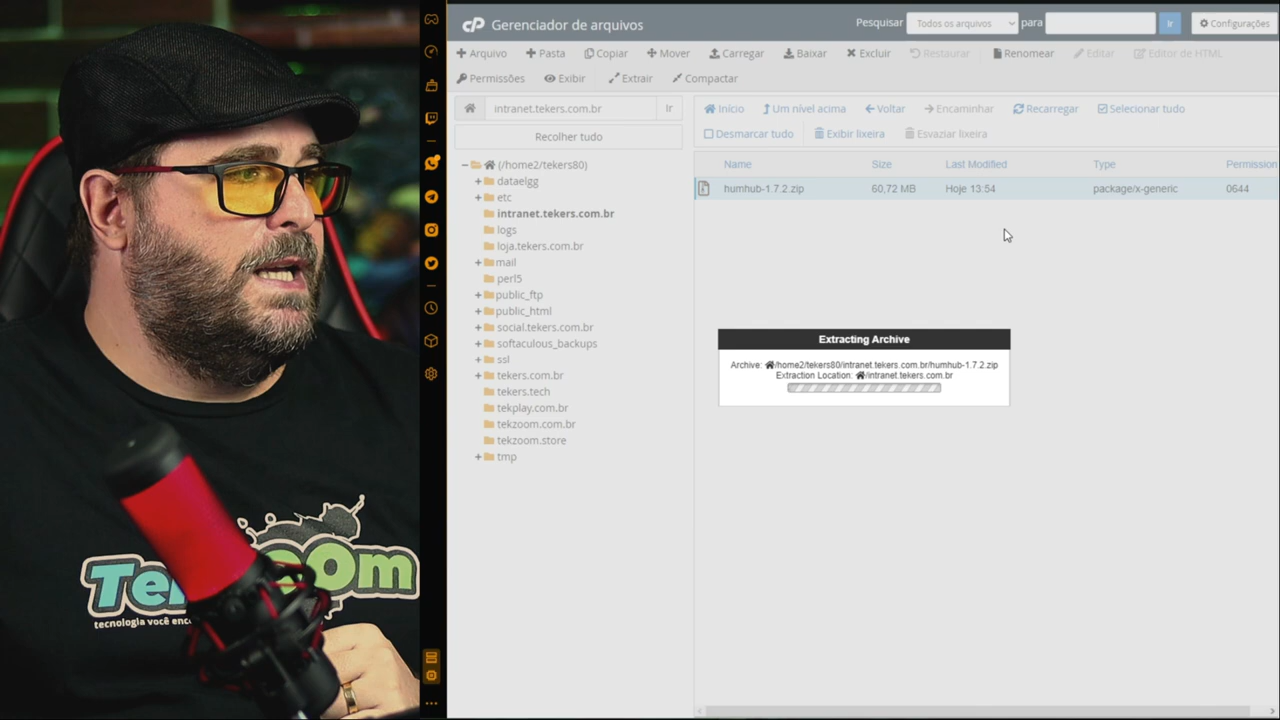 cP Gerenciador de arquivos
Pesquisar Todos os arquivos para Ir Configurações
Arquivo Pasta Copiar Mover Carregar Baixar Excluir Restaurar Renomear Editar Editor de HTML
Permissões Exibir Extrair Compactar
intranet.tekers.com.br Ir
Recolher tudo
(/home2/tekers80)
dataelgg
etc
intranet.tekers.com.br
logs
loja.tekers.com.br
mail
perl5
public_ftp
public_html
social.tekers.com.br
softaculous_backups
ssl
tekers.com.br
tekers.tech
tekplay.com.br
tekzoom.com.br
tekzoom.store
tmp
Início Um nível acima Voltar Encaminhar Recarregar Selecionar tudo
Desmarcar tudo Exibir lixeira Esvaziar lixeira
Name Size Last Modified Type Permission
humhub-1.7.2.zip 60,72 MB Hoje 13:54 package/x-generic 0644
Extracting Archive
Archive: /home2/tekers80/intranet.tekers.com.br/humhub-1.7.2.zip
Extraction Location: /intranet.tekers.com.br
tecnologia você